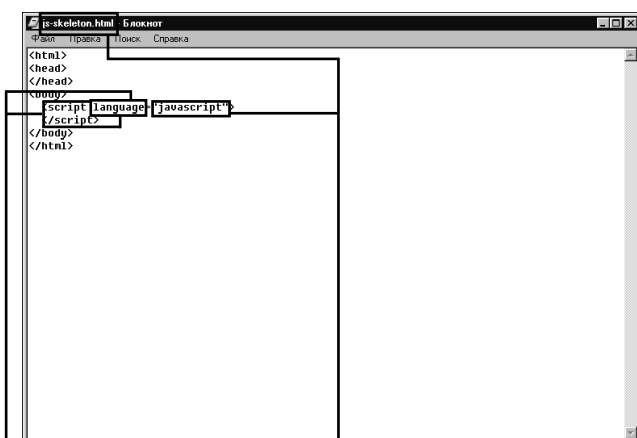 js-skeleton.html - Блокнот
Файл Правка Поиск Справка
<html>
<head>
</head>
<body>
<script language="javascript">
</script>
</body>
</html>